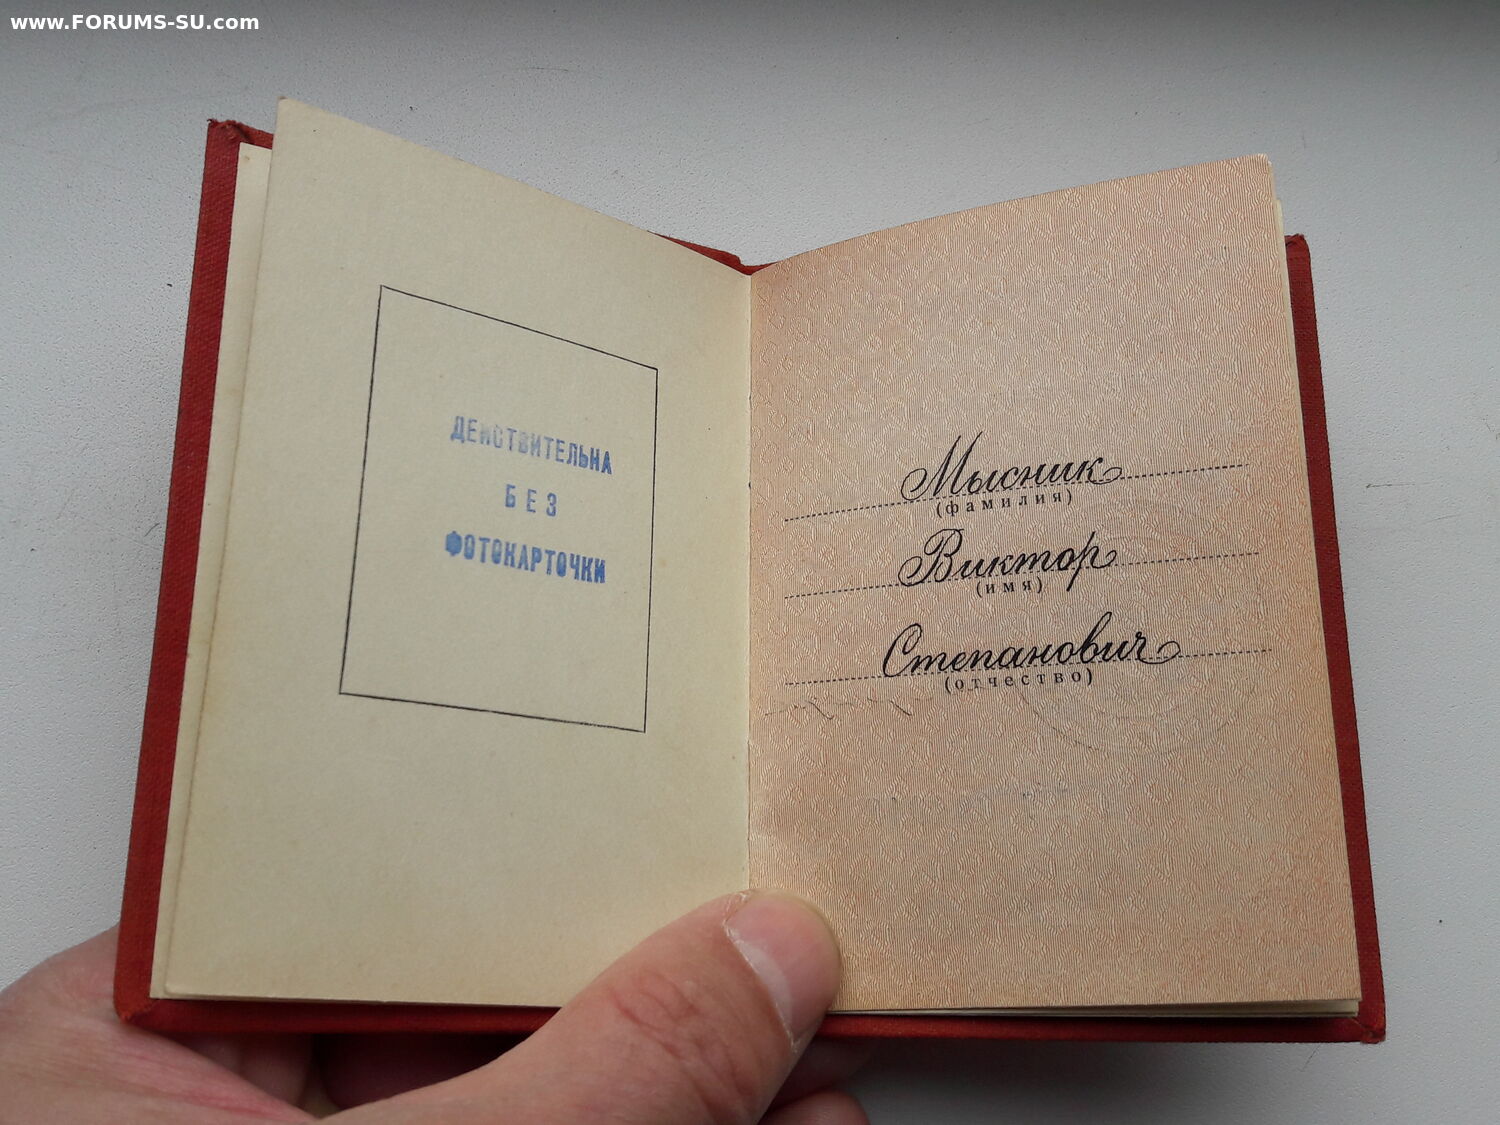 www.FORUMS-SU.com
ДЕЙСТВИТЕЛЬНА
БЕЗ
ФОТОКАРТОЧКИ
Мысник
(фамилия)
Виктор
(имя)
Степанович
(отчество)